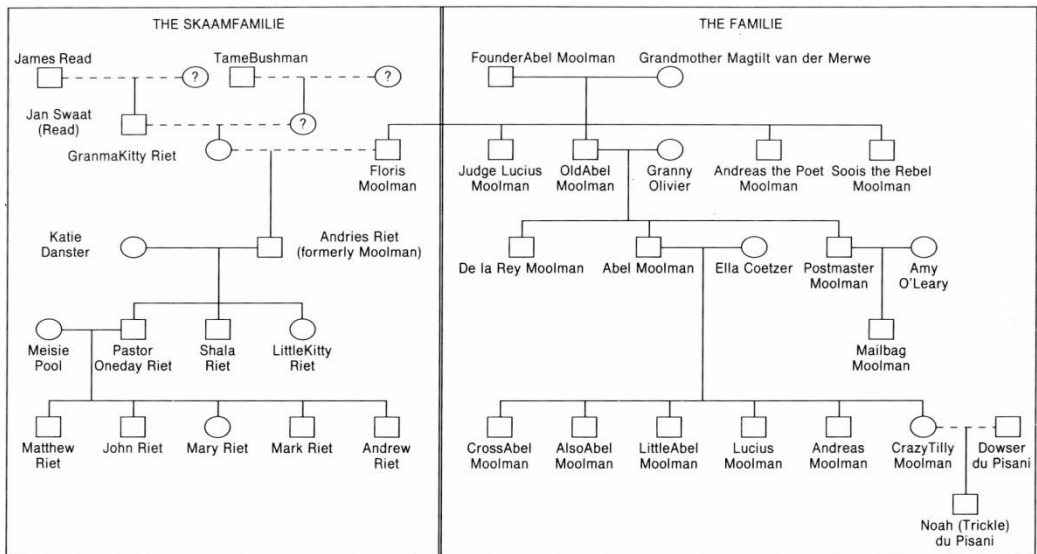 THE SKAAMFAMILIE
James Read
?
TameBushman
?
Jan Swaat
(Read)
?
GranmaKitty Riet
Floris
Moolman
Katie
Danster
Andries Riet
(formerly Moolman)
Meisie
Pool
Pastor
Oneday Riet
Shala
Riet
LittleKitty
Riet
Matthew
Riet
John Riet
Mary Riet
Mark Riet
Andrew
Riet
THE FAMILIE
FounderAbel Moolman
Grandmother Magtilt van der Merwe
Judge Lucius
Moolman
OldAbel
Moolman
Granny
Olivier
Andreas the Poet
Moolman
Soois the Rebel
Moolman
De la Rey Moolman
Abel Moolman
Ella Coetzer
Postmaster
Moolman
Amy
O'Leary
Mailbag
Moolman
CrossAbel
Moolman
AlsoAbel
Moolman
LittleAbel
Moolman
Lucius
Moolman
Andreas
Moolman
CrazyTilly
Moolman
Dowser
du Pisani
Noah (Trickle)
du Pisani